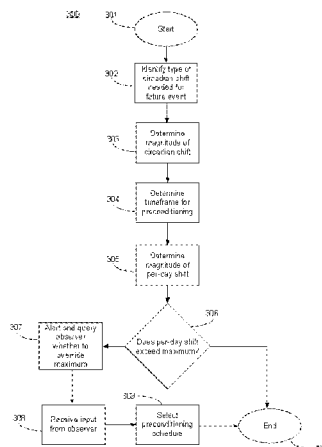 300
301
Start
302
Identify type of
circadian shift
needed for
future event
303
Determine
magnitude of
circadian shift
304
Determine
timeframe for
preconditioning
305
Determine
magnitude of
per-day shift
306
Does per-day shift
exceed maximum?
307
Alert and query
observer
whether to
override
maximum
308
Receive input
from observer
309
Select
preconditioning
schedule
End